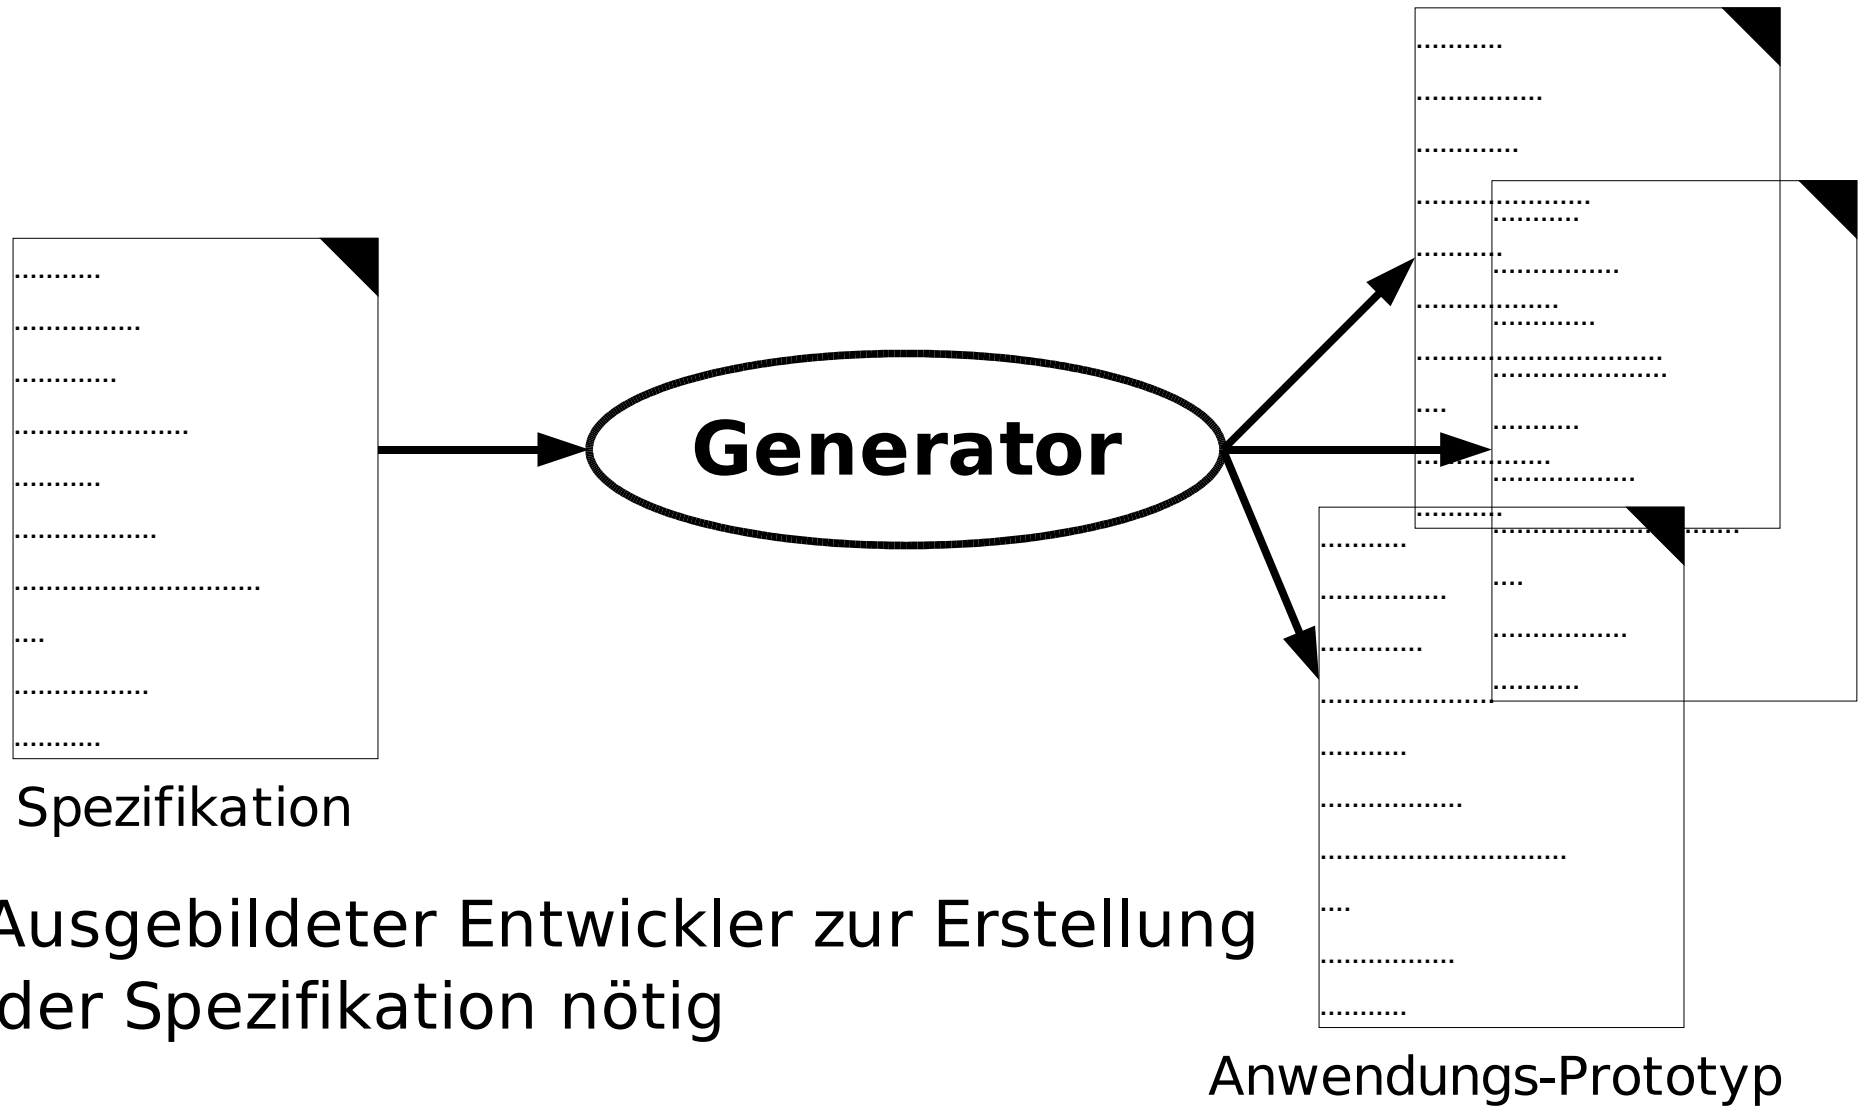 Generator
Spezifikation
Ausgebildeter Entwickler zur Erstellung
der Spezifikation nötig
Anwendungs-Prototyp